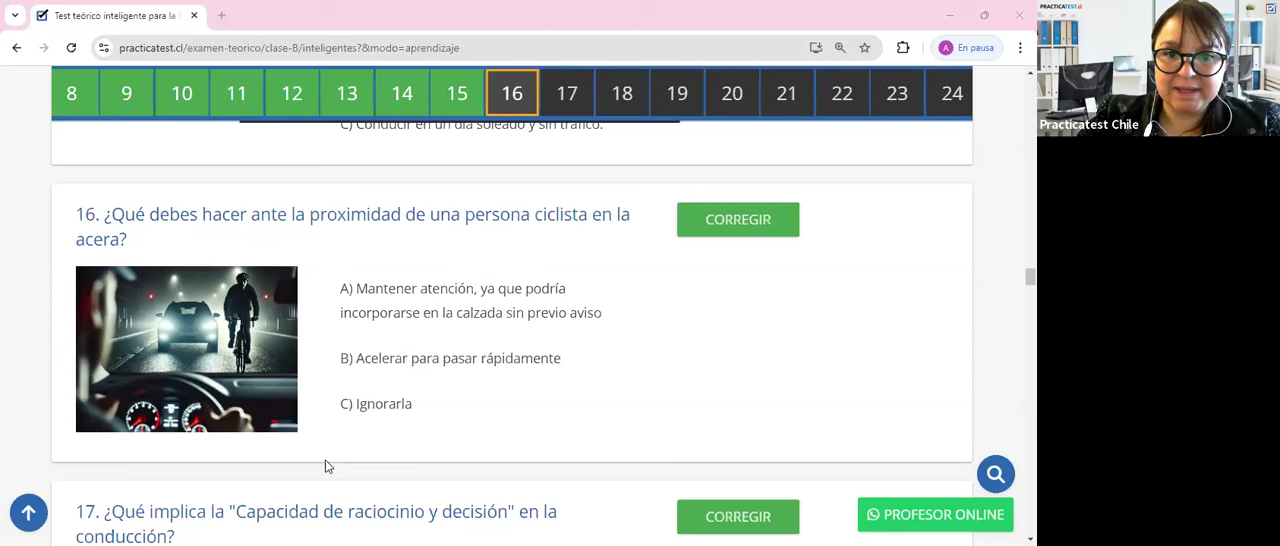 Test teórico inteligente para la
practicatest.cl/examen-teorico/clase-B/inteligentes?&modo=aprendizaje
A
En pausa
PRACTICATEST.cl
Practicatest Chile
8 9 10 11 12 13 14 15 16 17 18 19 20 21 22 23 24
C) Conducir en un día soleado y sin tráfico.
16. ¿Qué debes hacer ante la proximidad de una persona ciclista en la
acera?
CORREGIR
A) Mantener atención, ya que podría
incorporarse en la calzada sin previo aviso
B) Acelerar para pasar rápidamente
C) Ignorarla
17. ¿Qué implica la "Capacidad de raciocinio y decisión" en la
conducción?
CORREGIR
PROFESOR ONLINE